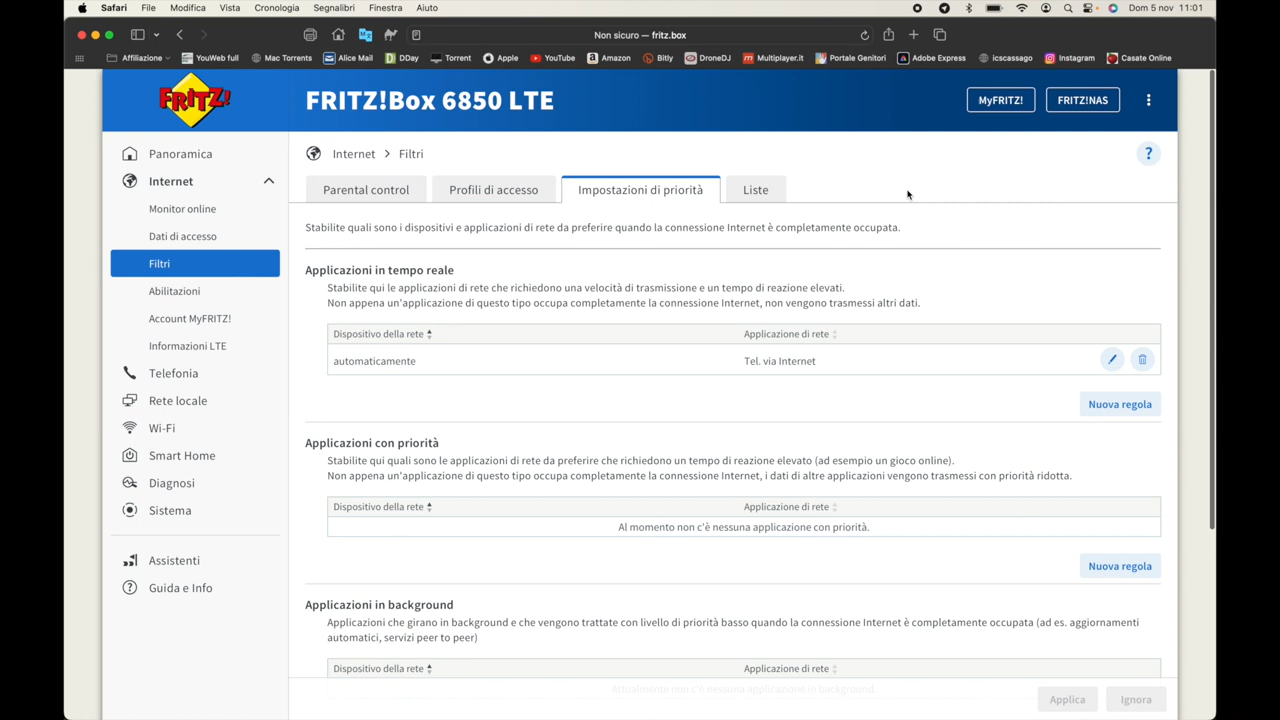 Safari File Modifica Vista Cronologia Segnalibri Finestra Aiuto Dom 5 nov 11:01
Non sicuro — fritz.box
Affiliazione YouWeb full Mac Torrents Alice Mail DDay Torrent Apple YouTube Amazon Bitly DroneDJ Multiplayer.it Portale Genitori Adobe Express icscassago Instagram Casate Online
FRITZ!
FRITZ!Box 6850 LTE
MyFRITZ!
FRITZ!NAS
Panoramica
Internet
Monitor online
Dati di accesso
Filtri
Abilitazioni
Account MyFRITZ!
Informazioni LTE
Telefonia
Rete locale
Wi-Fi
Smart Home
Diagnosi
Sistema
Assistenti
Guida e Info
Internet > Filtri
?
Parental control Profili di accesso Impostazioni di priorità Liste
Stabilite quali sono i dispositivi e applicazioni di rete da preferire quando la connessione Internet è completamente occupata.
Applicazioni in tempo reale
Stabilite qui le applicazioni di rete che richiedono una velocità di trasmissione e un tempo di reazione elevati.
Non appena un'applicazione di questo tipo occupa completamente la connessione Internet, non vengono trasmessi altri dati.
Dispositivo della rete Applicazione di rete
automaticamente Tel. via Internet
Nuova regola
Applicazioni con priorità
Stabilite qui quali sono le applicazioni di rete da preferire che richiedono un tempo di reazione elevato (ad esempio un gioco online).
Non appena un'applicazione di questo tipo occupa completamente la connessione Internet, i dati di altre applicazioni vengono trasmessi con priorità ridotta.
Dispositivo della rete Applicazione di rete
Al momento non c'è nessuna applicazione con priorità.
Nuova regola
Applicazioni in background
Applicazioni che girano in background e che vengono trattate con livello di priorità basso quando la connessione Internet è completamente occupata (ad es. aggiornamenti
automatici, servizi peer to peer)
Dispositivo della rete Applicazione di rete
Attualmente non c'è nessuna applicazione in background.
Applica Ignora